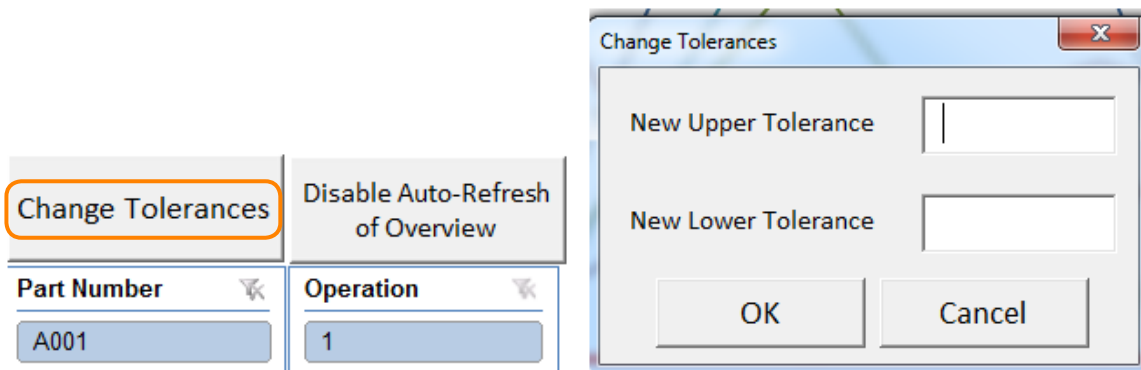 Change Tolerances
New Upper Tolerance
New Lower Tolerance
OK Cancel
Change Tolerances
Disable Auto-Refresh
of Overview
Part Number
Operation
A001
1